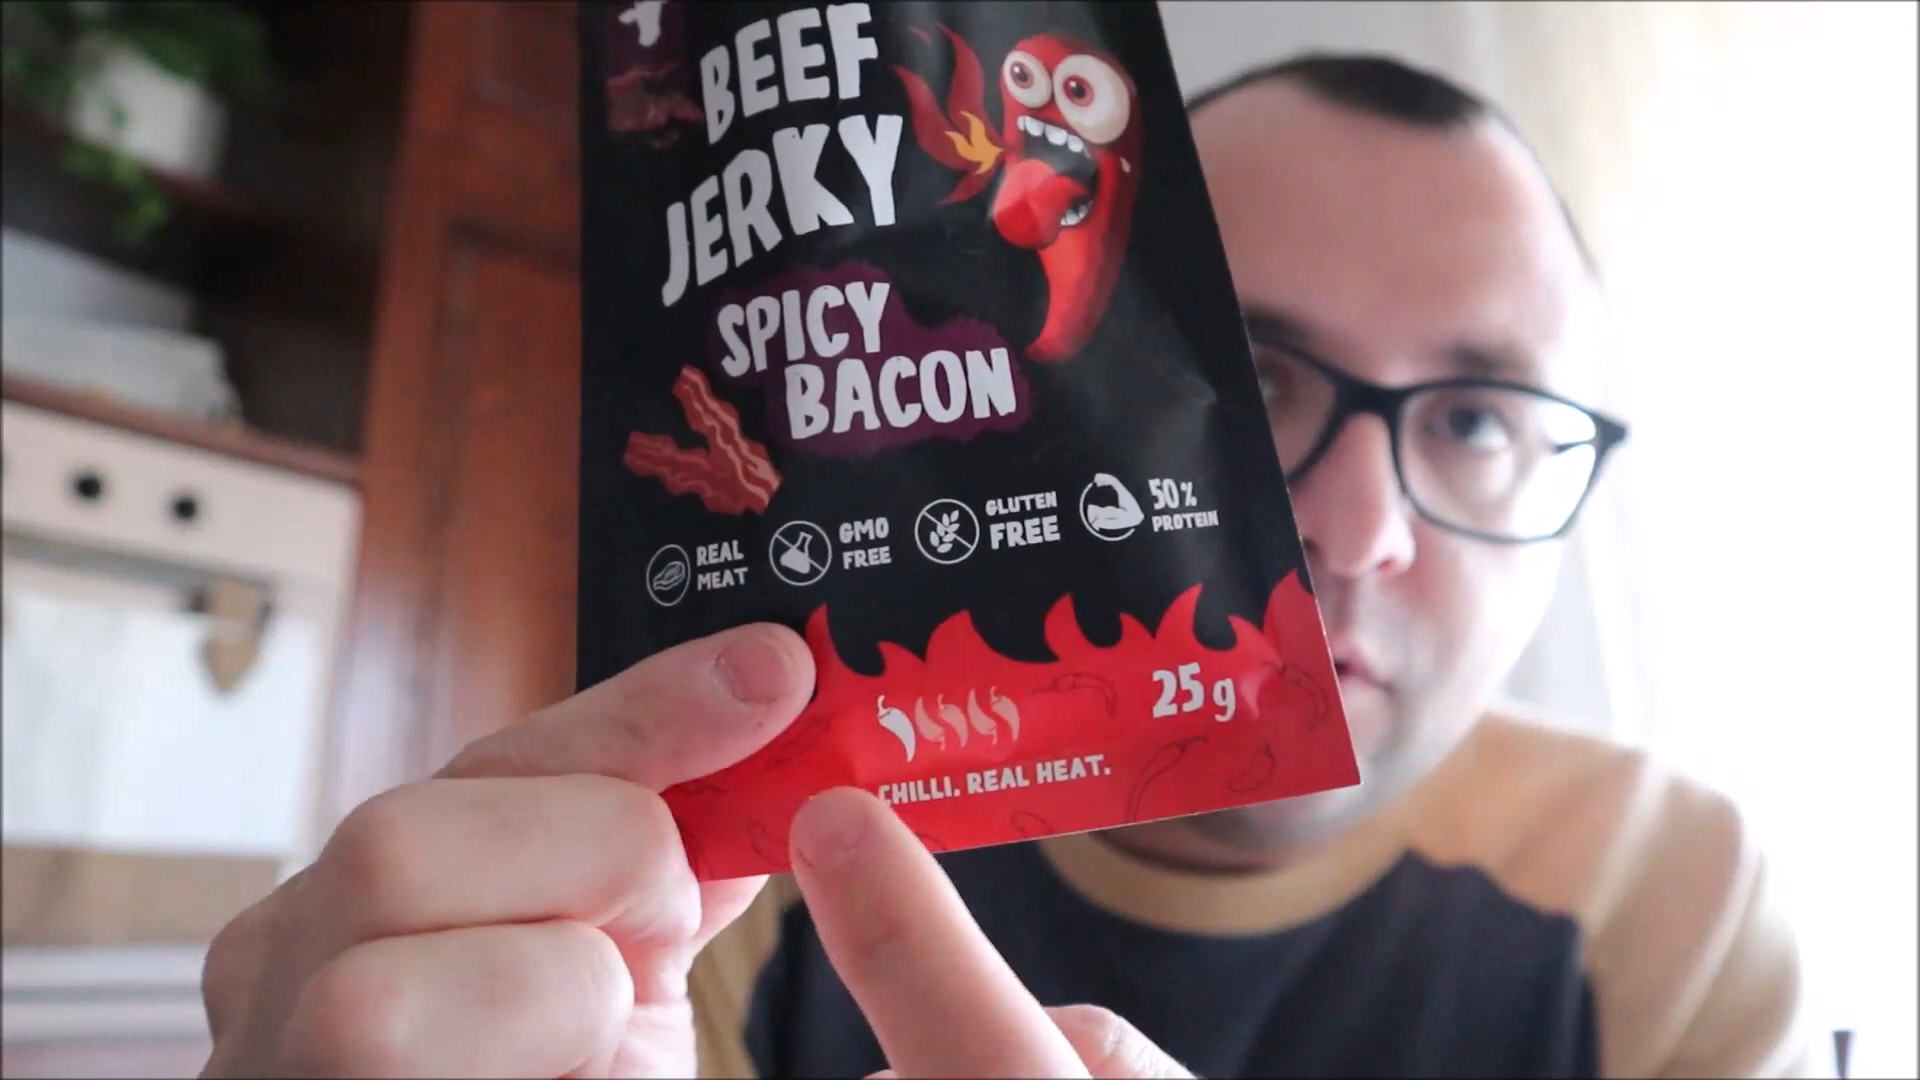 BEEF
JERKY
SPICY
BACON
REAL
MEAT
GMO
FREE
GLUTEN
FREE
50%
PROTEIN
25g
CHILLI. REAL HEAT.